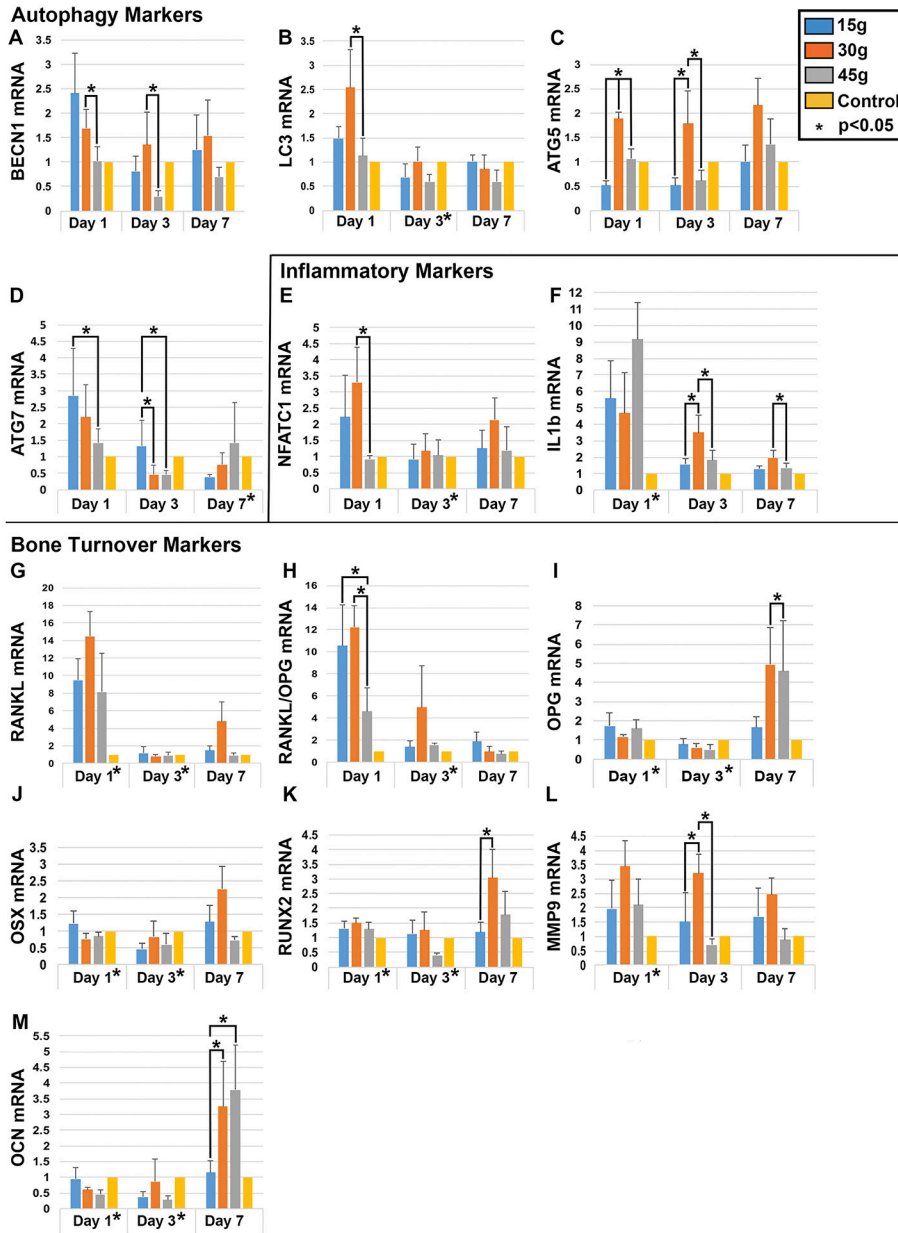 Autophagy Markers
A
BECN1 mRNA
3.5
3
2.5
2
1.5
1
0.5
*
*
Day 1
Day 3
Day 7
B
LC3 mRNA
3.5
3
2.5
2
1.5
1
0.5
0
*
Day 1
Day 3*
Day 7
C
ATG5 mRNA
3.5
3
2.5
2
1.5
1
0.5
0
*
*
*
Day 1
Day 3
Day 7
15g
30g
45g
Control
* p<0.05
D
ATG7 mRNA
5
4.5
4
3.5
3
2.5
2
1.5
1
0.5
0
*
*
*
Day 1
Day 3
Day 7*
Inflammatory Markers
E
NFATC1 mRNA
5
4.5
4
3.5
3
2.5
2
1.5
1
0.5
0
*
Day 1
Day 3*
Day 7
F
IL1b mRNA
12
11
10
9
8
7
6
5
4
3
2
1
0
*
*
*
Day 1*
Day 3
Day 7
Bone Turnover Markers
G
RANKL mRNA
20
18
16
14
12
10
8
6
4
2
0
Day 1*
Day 3*
Day 7
H
RANKL/OPG mRNA
16
14
12
10
8
6
4
2
0
*
*
Day 1
Day 3*
Day 7
I
OPG mRNA
8
7
6
5
4
3
2
1
0
*
Day 1*
Day 3*
Day 7
J
OSX mRNA
3.5
3
2.5
2
1.5
1
0.5
0
Day 1*
Day 3*
Day 7
K
RUNX2 mRNA
4.5
4
3.5
3
2.5
2
1.5
1
0.5
0
*
Day 1*
Day 3*
Day 7
L
MMP9 mRNA
4.5
4
3.5
3
2.5
2
1.5
1
0.5
0
*
*
Day 1*
Day 3
Day 7
M
OCN mRNA
5.5
5
4.5
4
3.5
3
2.5
2
1.5
1
0.5
0
*
*
Day 1*
Day 3*
Day 7